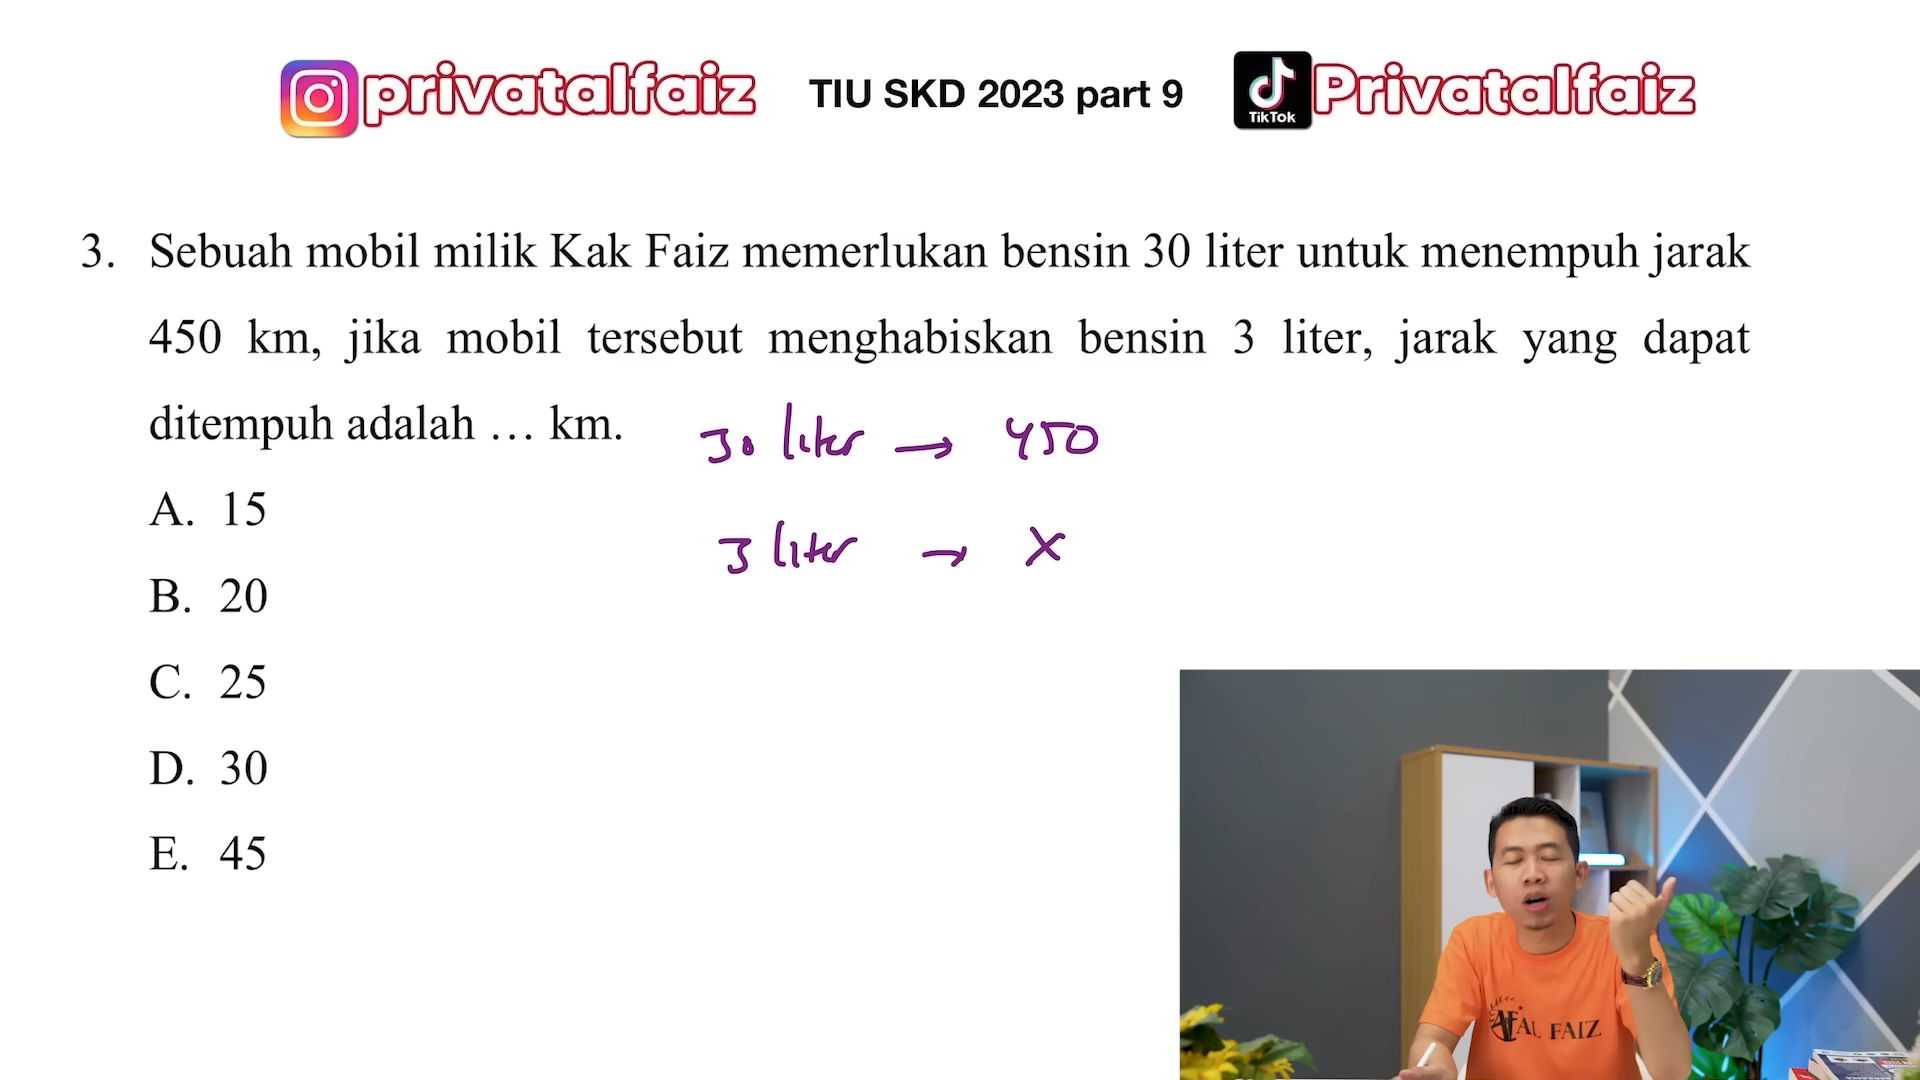 privatalfaiz TIU SKD 2023 part 9 TikTok Privatalfaiz
3. Sebuah mobil milik Kak Faiz memerlukan bensin 30 liter untuk menempuh jarak
450 km, jika mobil tersebut menghabiskan bensin 3 liter, jarak yang dapat
ditempuh adalah … km.
30 liter → 450
A. 15
3 liter → x
B. 20
C. 25
D. 30
E. 45
AL FAIZ